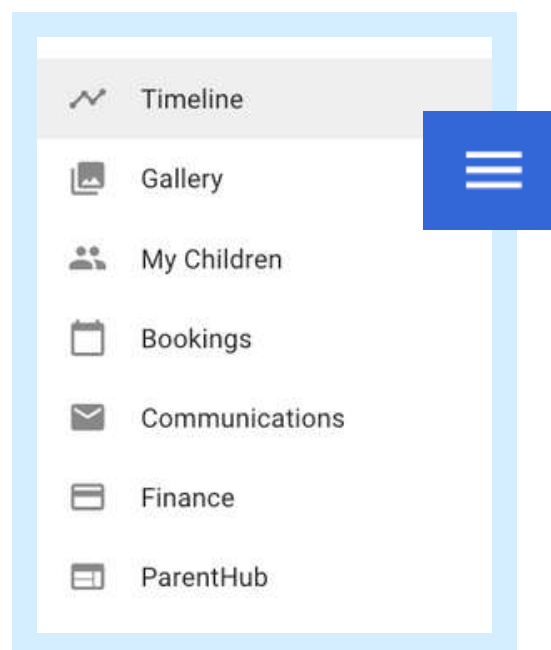 Timeline
Gallery
My Children
Bookings
Communications
Finance
ParentHub